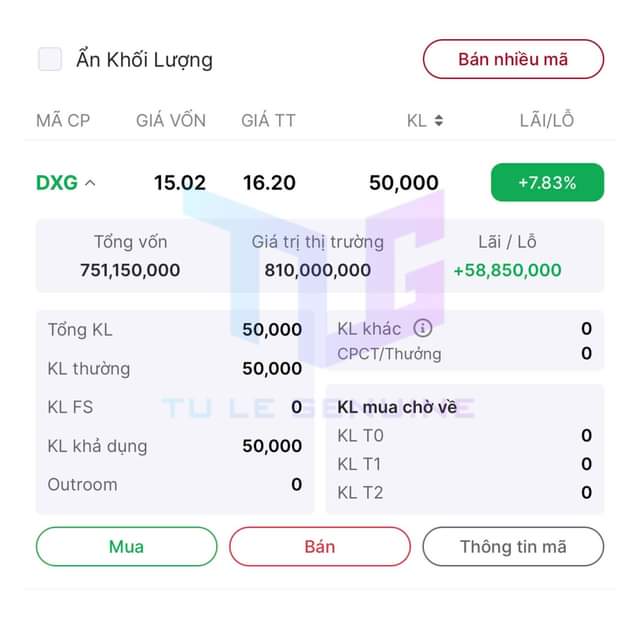 Ẩn Khối Lượng
Bán nhiều mã
MÃ CP GIÁ VỐN GIÁ TT KL LÃI/LỖ
DXG 15.02 16.20 50,000 +7.83%
Tổng vốn Giá trị thị trường Lãi / Lỗ
751,150,000 810,000,000 +58,850,000
Tổng KL 50,000
KL thường 50,000
KL FS 0
KL khả dụng 50,000
Outroom 0
KL khác 0
CPCT/Thưởng 0
KL mua chờ về
KL T0 0
KL T1 0
KL T2 0
TLG
TU LE GENUINE
Mua Bán Thông tin mã